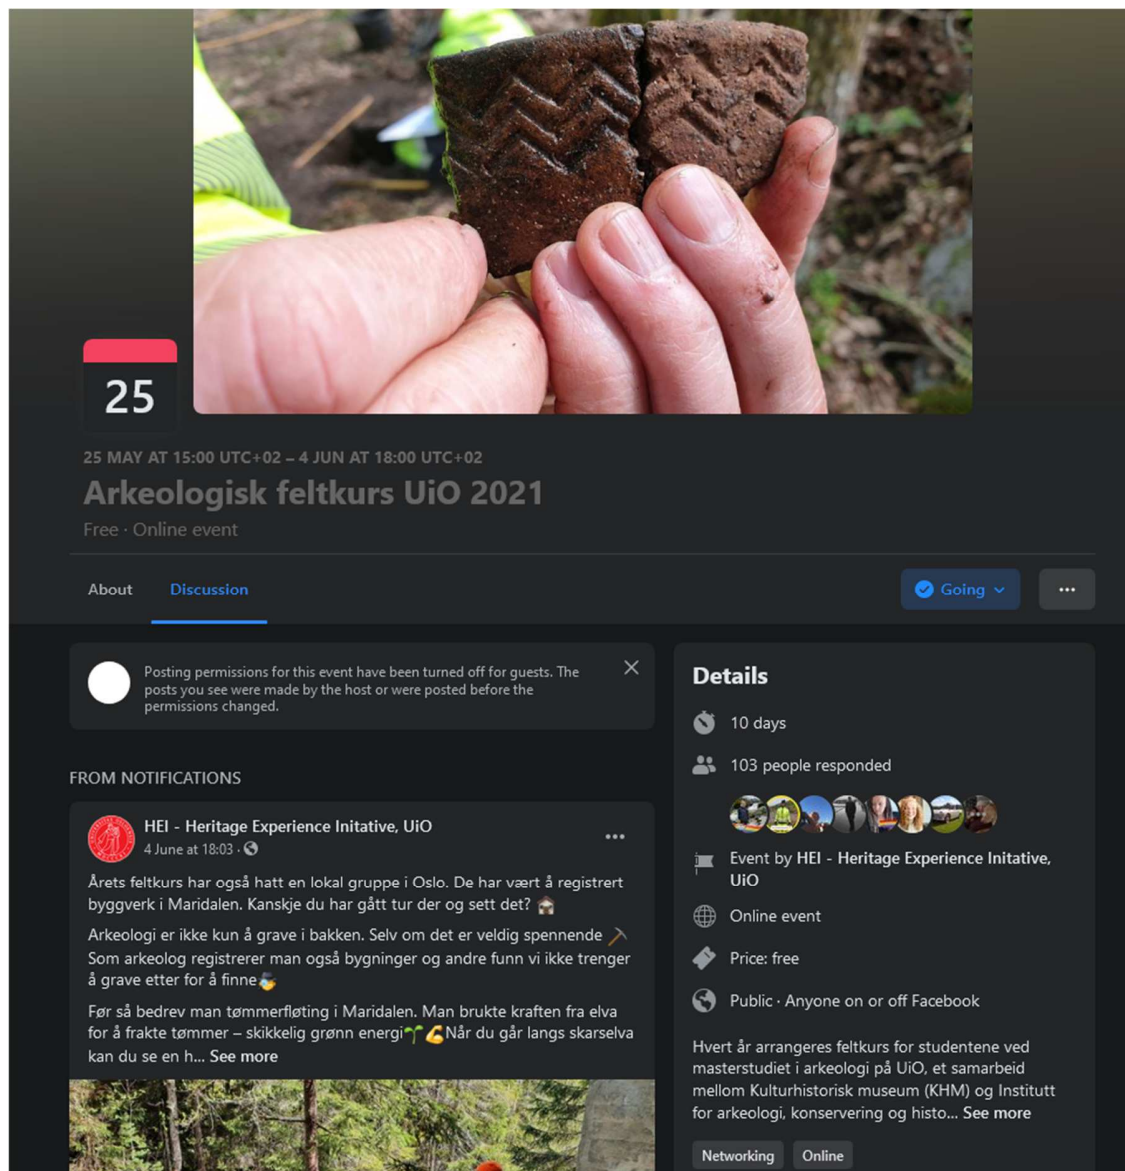 25
25 MAY AT 15:00 UTC+02 – 4 JUN AT 18:00 UTC+02
Arkeologisk feltkurs UiO 2021
Free · Online event
About
Discussion
Going
Posting permissions for this event have been turned off for guests. The
posts you see were made by the host or were posted before the
permissions changed.
FROM NOTIFICATIONS
HEI - Heritage Experience Initative, UiO
4 June at 18:03 ·
Årets feltkurs har også hatt en lokal gruppe i Oslo. De har vært å registrert
byggverk i Maridalen. Kanskje du har gått tur der og sett det? 🏚
Arkeologi er ikke kun å grave i bakken. Selv om det er veldig spennende ⛏
Som arkeolog registrerer man også bygninger og andre funn vi ikke trenger
å grave etter for å finne
Før så bedrev man tømmerfløting i Maridalen. Man brukte kraften fra elva
for å frakte tømmer – skikkelig grønn energi🌱💪Når du går langs skarselva
kan du se en h... See more
Details
10 days
103 people responded
Event by HEI - Heritage Experience Initative,
UiO
Online event
Price: free
Public · Anyone on or off Facebook
Hvert år arrangeres feltkurs for studentene ved
masterstudiet i arkeologi på UiO, et samarbeid
mellom Kulturhistorisk museum (KHM) og Institutt
for arkeologi, konservering og histo... See more
Networking
Online